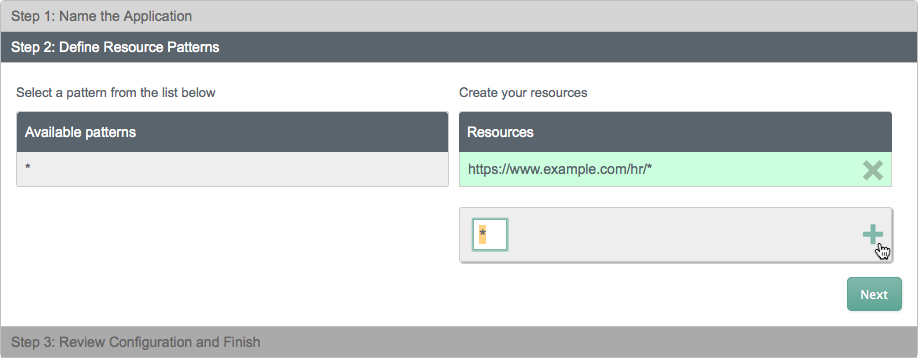 Step 1: Name the Application
Step 2: Define Resource Patterns
Select a pattern from the list below
Create your resources
Available patterns
Resources
*
https://www.example.com/hr/*
*
Next
Step 3: Review Configuration and Finish